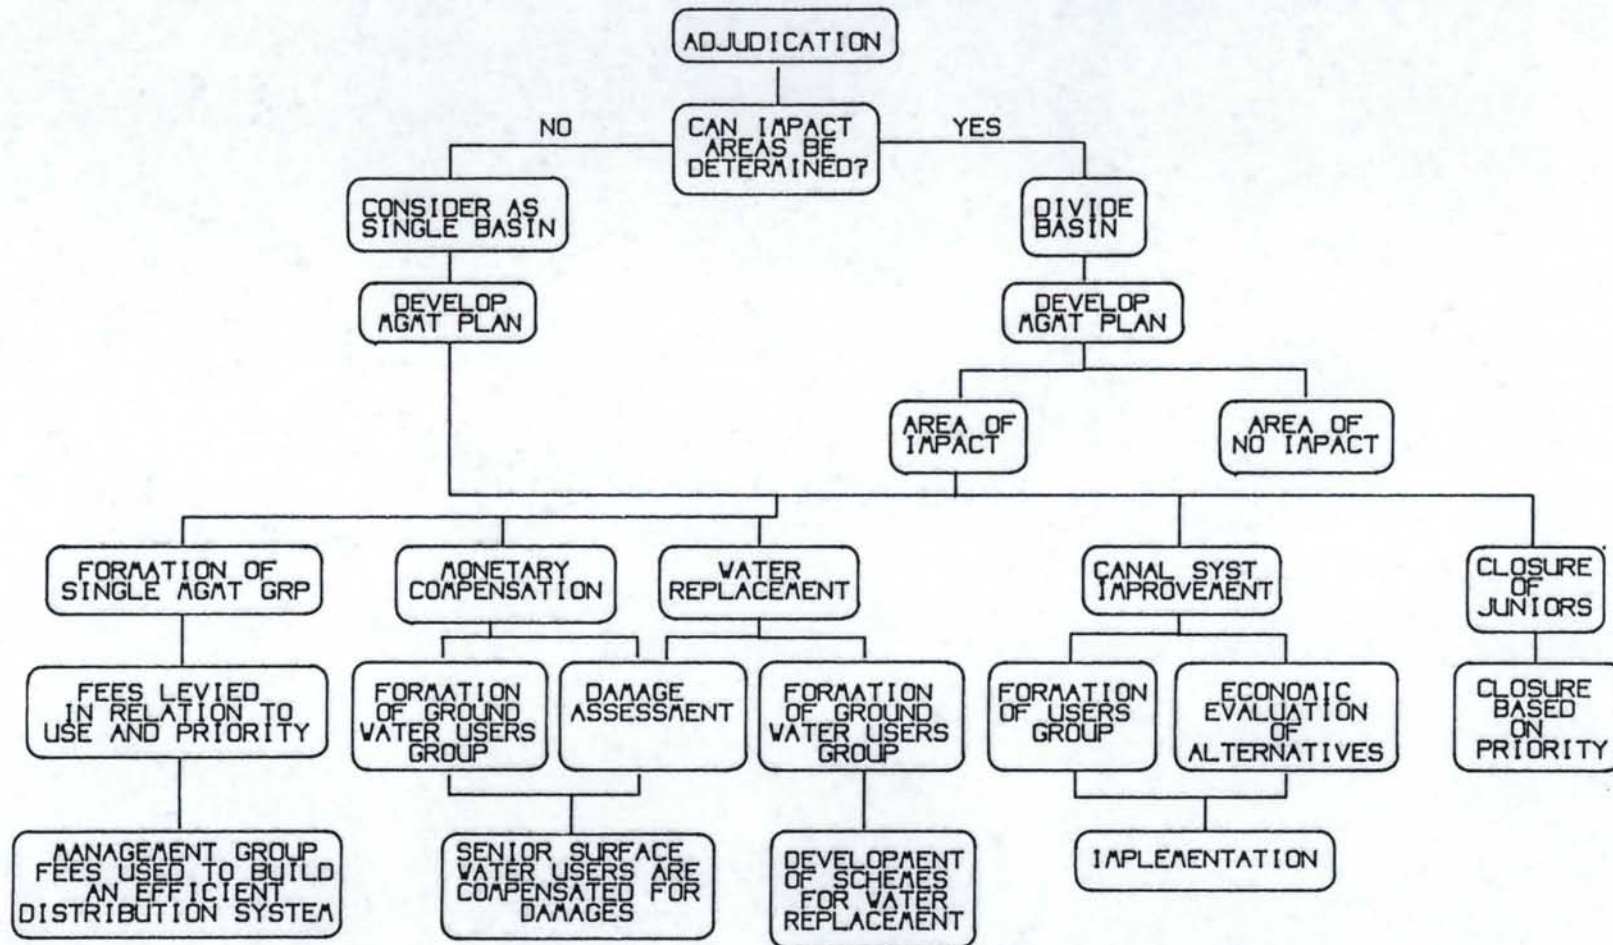 ADJUDICATION
NO
CAN IMPACT
AREAS BE
DETERMINED?
YES
CONSIDER AS
SINGLE BASIN
DIVIDE
BASIN
DEVELOP
MGMT PLAN
DEVELOP
MGMT PLAN
AREA OF
IMPACT
AREA OF
NO IMPACT
FORMATION OF
SINGLE MGMT GRP
MONETARY
COMPENSATION
WATER
REPLACEMENT
CANAL SYST
IMPROVEMENT
CLOSURE
OF
JUNIORS
FEES LEVIED
IN RELATION TO
USE AND PRIORITY
FORMATION
OF GROUND
WATER USERS
GROUP
DAMAGE
ASSESSMENT
FORMATION
OF GROUND
WATER USERS
GROUP
FORMATION
OF USERS
GROUP
ECONOMIC
EVALUATION
OF
ALTERNATIVES
CLOSURE
BASED
ON
PRIORITY
MANAGEMENT GROUP
FEES USED TO BUILD
AN EFFICIENT
DISTRIBUTION SYSTEM
SENIOR SURFACE
WATER USERS ARE
COMPENSATED FOR
DAMAGES
DEVELOPMENT
OF SCHEMES
FOR WATER
REPLACEMENT
IMPLEMENTATION